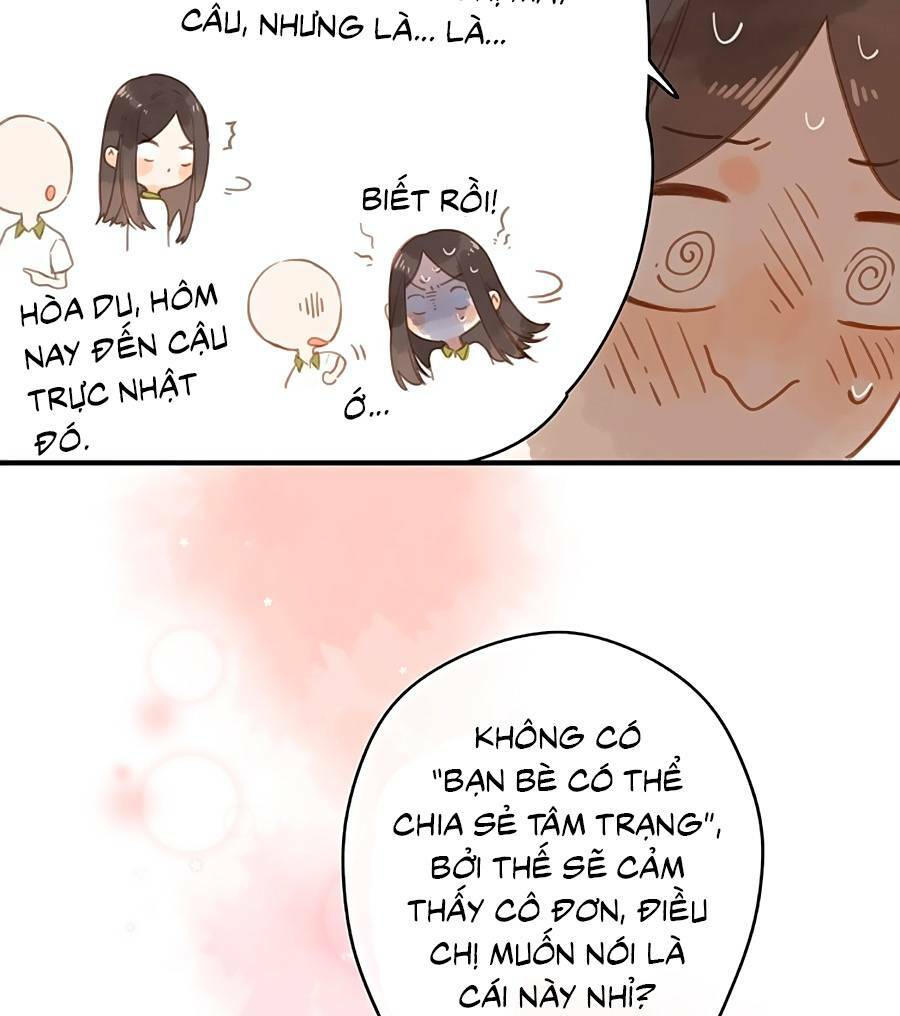 CÂU, NHƯNG LÀ... LÀ...
BIẾT RỒI!
HÒA DU, HÔM
NAY ĐẾN CẬU
TRỰC NHẬT
ĐÓ.
Ớ...
KHÔNG CÓ
"BẠN BÈ CÓ THỂ
CHIA SẺ TÂM TRẠNG",
BỞI THẾ SẼ CẢM
THẤY CÔ ĐƠN, ĐIỀU
CHỊ MUỐN NÓI LÀ
CÁI NÀY NHỈ?